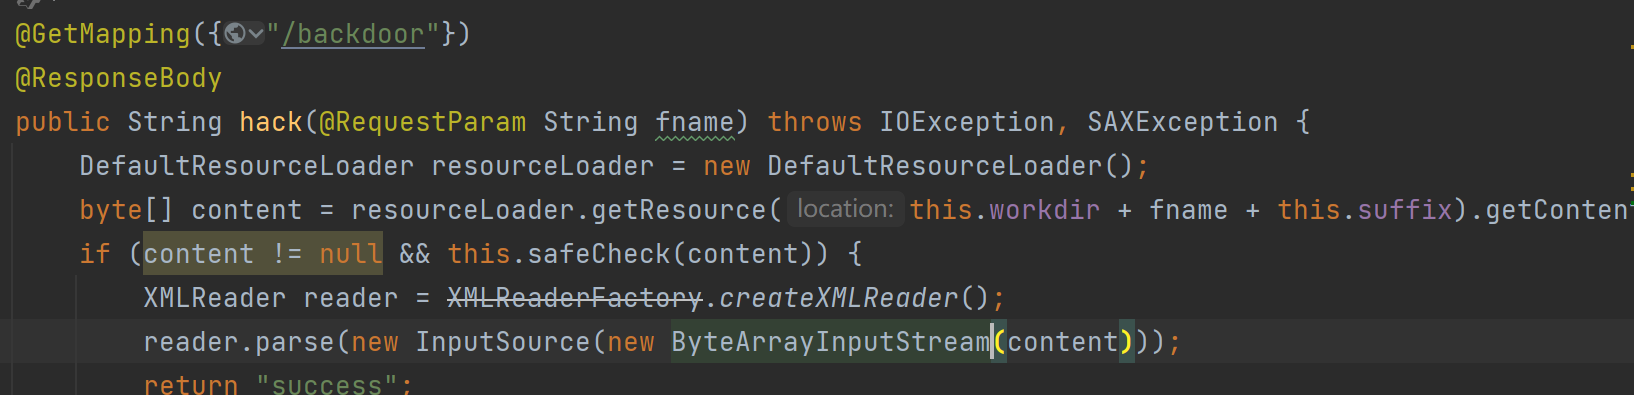 @GetMapping({"/backdoor"})
@ResponseBody
public String hack(@RequestParam String fname) throws IOException, SAXException {
DefaultResourceLoader resourceLoader = new DefaultResourceLoader();
byte[] content = resourceLoader.getResource( location: this.workdir + fname + this.suffix).getConten
if (content != null && this.safeCheck(content)) {
XMLReader reader = XMLReaderFactory.createXMLReader();
reader.parse(new InputSource(new ByteArrayInputStream(content)));
return "success";